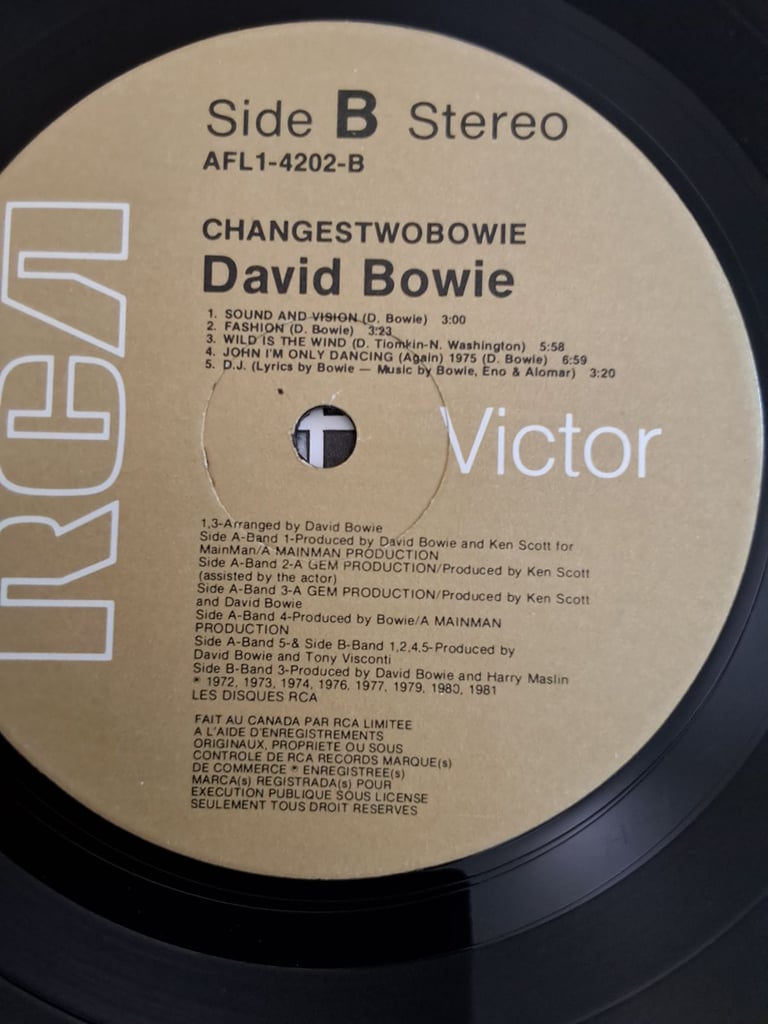 Side B Stereo
AFL1-4202-B
CHANGESTWOBOWIE
David Bowie
1. SOUND AND VISION (D. Bowie) 3:00
2. FASHION (D. Bowie) 3:23
3. WILD IS THE WIND (D. Tiomkin-N. Washington) 5:58
4. JOHN I'M ONLY DANCING (Again) 1975 (D. Bowie) 6:59
5. D.J. (Lyrics by Bowie — Music by Bowie, Eno & Alomar) 3:20
RCA
Victor
1,3-Arranged by David Bowie
Side A-Band 1-Produced by David Bowie and Ken Scott for
MainMan/A MAINMAN PRODUCTION
Side A-Band 2-A GEM PRODUCTION/Produced by Ken Scott
(assisted by the actor)
Side A-Band 3-A GEM PRODUCTION/Produced by Ken Scott
and David Bowie
Side A-Band 4-Produced by Bowie/A MAINMAN
PRODUCTION
Side A-Band 5-& Side B-Band 1,2,4,5-Produced by
David Bowie and Tony Visconti
Side B-Band 3-Produced by David Bowie and Harry Maslin
* 1972, 1973, 1974, 1976, 1977, 1979, 1980, 1981
LES DISQUES RCA
FAIT AU CANADA PAR RCA LIMITEE
A L'AIDE D'ENREGISTREMENTS
ORIGINAUX, PROPRIETE OU SOUS
CONTROLE DE RCA RECORDS MARQUE(s)
DE COMMERCE * ENREGISTREE(s)
MARCA(s) REGISTRADA(s) POUR
EXECUTION PUBLIQUE SOUS LICENSE
SEULEMENT TOUS DROIT RESERVES